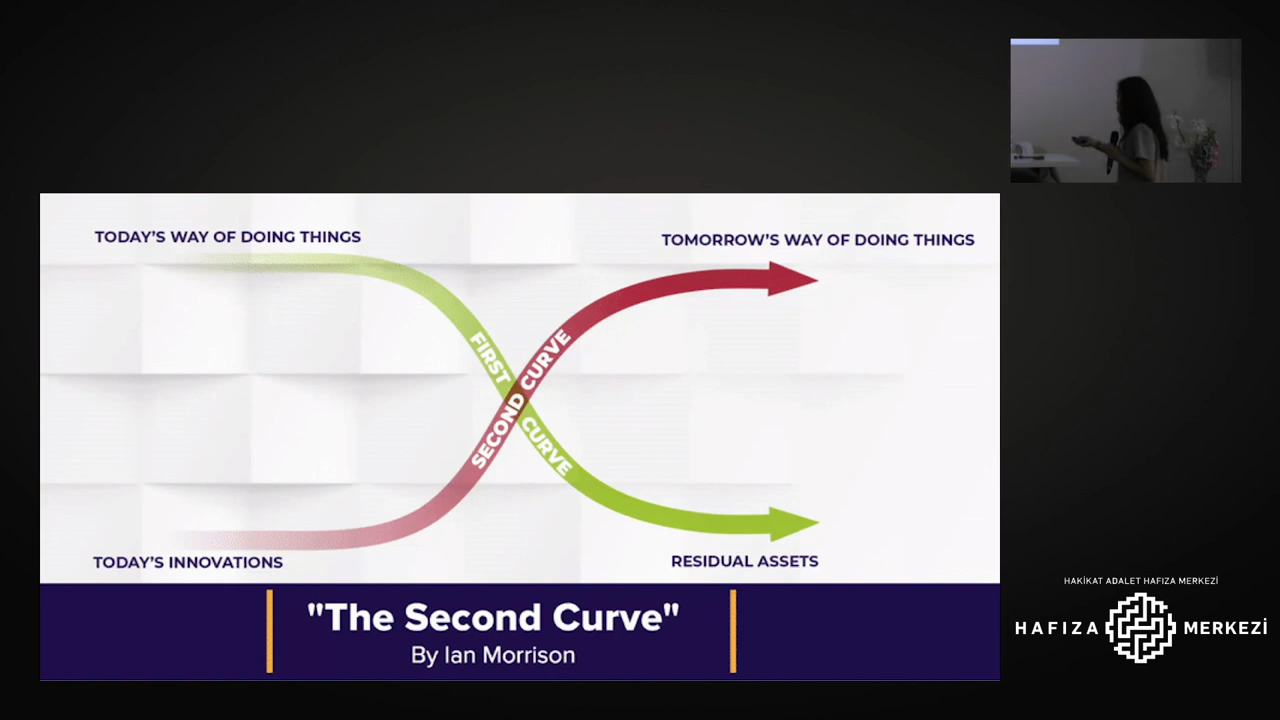 TODAY'S WAY OF DOING THINGS
TOMORROW'S WAY OF DOING THINGS
FIRST CURVE
SECOND CURVE
TODAY'S INNOVATIONS
RESIDUAL ASSETS
"The Second Curve"
By Ian Morrison
HAKİKAT ADALET HAFIZA MERKEZİ
HAFIZA MERKEZİ